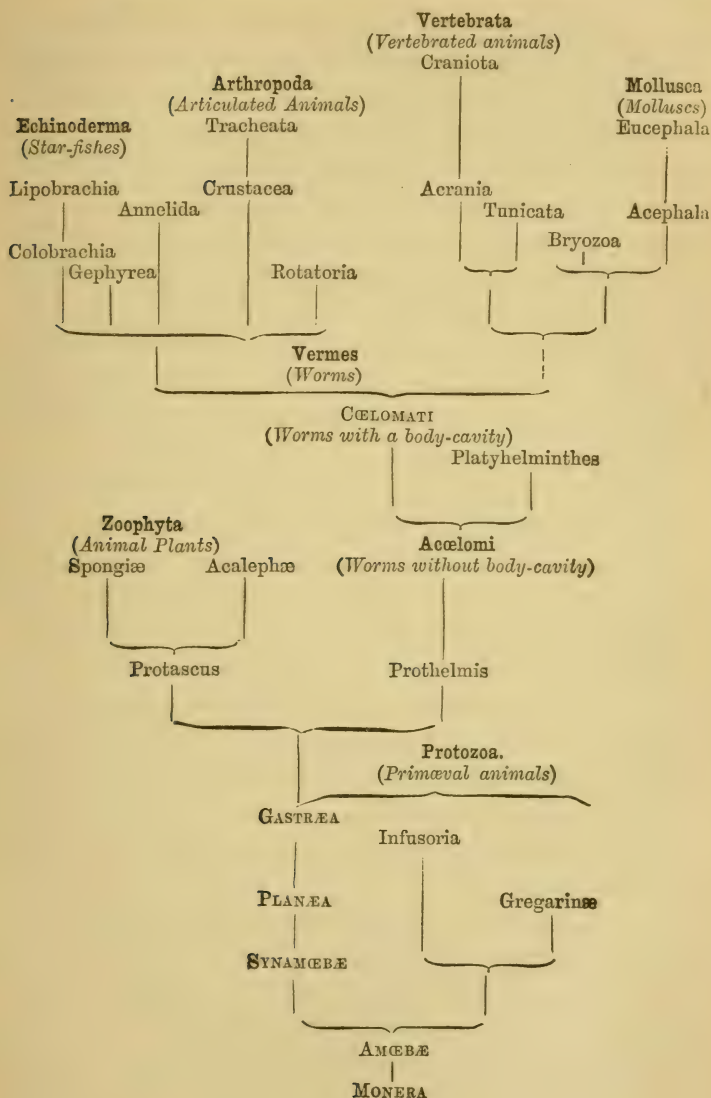 Vertebrata
(Vertebrated animals)
Craniota
Arthropoda
(Articulated Animals)
Tracheata
Mollusca
(Molluscs)
Eucephala
Echinoderma
(Star-fishes)
Lipobrachia
Crustacea
Acrania
Annelida
Tunicata
Acephala
Bryozoa
Colobrachia
Gephyrea
Rotatoria
Vermes
(Worms)
CŒLOMATI
(Worms with a body-cavity)
Platyhelminthes
Zoophyta
(Animal Plants)
Spongiæ
Acalephæ
Acœlomi
(Worms without body-cavity)
Protascus
Prothelmis
Protozoa.
(Primæval animals)
GASTRÆA
Infusoria
PLANÆA
Gregarinæ
SYNAMŒBÆ
AMŒBÆ
MONERA